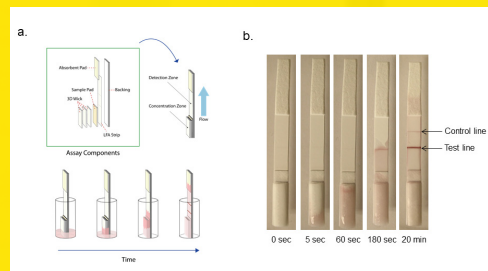 a.
Absorbent Pad
Sample Pad
3D Wick
Backing
LFA Strip
Assay Components
Detection Zone
Concentration Zone
Flow
Time
b.
Control line
Test line
0 sec
5 sec
60 sec
180 sec
20 min